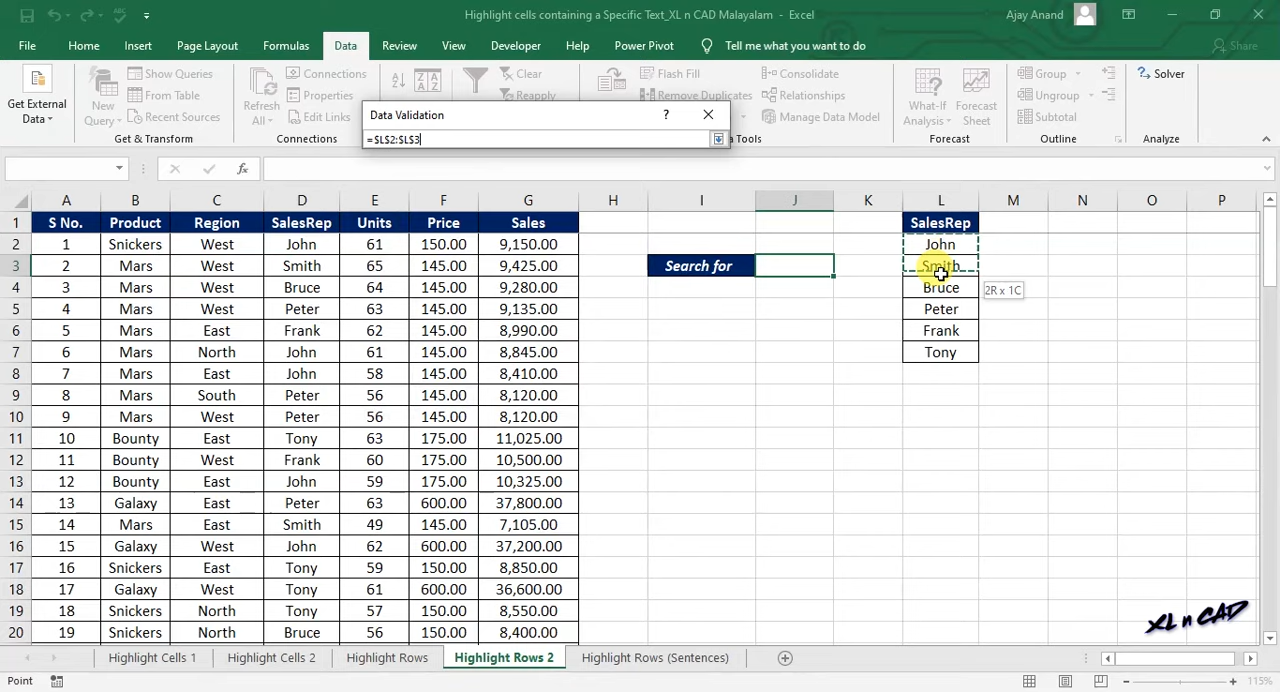 Highlight cells containing a Specific Text_XL n CAD Malayalam - Excel
Ajay Anand
File Home Insert Page Layout Formulas Data Review View Developer Help Power Pivot Tell me what you want to do Share
Get External Data
New Query
Show Queries
From Table
Recent Sources
Refresh All
Connections
Properties
Edit Links
Connections
Clear
Reapply
Flash Fill
Remove Duplicates
Consolidate
Relationships
Manage Data Model
What-If Analysis
Forecast Sheet
Forecast
Group
Ungroup
Subtotal
Solver
Analyze
Data Validation ?
=$L$2:$L$3
fx
A B C D E F G H I J K L M N O P
1 S No. Product Region SalesRep Units Price Sales SalesRep
2 1 Snickers West John 61 150.00 9,150.00 John
3 2 Mars West Smith 65 145.00 9,425.00 Search for Smith
4 3 Mars West Bruce 64 145.00 9,280.00 Bruce 2R x 1C
5 4 Mars West Peter 63 145.00 9,135.00 Peter
6 5 Mars East Frank 62 145.00 8,990.00 Frank
7 6 Mars North John 61 145.00 8,845.00 Tony
8 7 Mars East John 58 145.00 8,410.00
9 8 Mars South Peter 56 145.00 8,120.00
10 9 Mars West Peter 56 145.00 8,120.00
11 10 Bounty East Tony 63 175.00 11,025.00
12 11 Bounty West Frank 60 175.00 10,500.00
13 12 Bounty East John 59 175.00 10,325.00
14 13 Galaxy East Peter 63 600.00 37,800.00
15 14 Mars East Smith 49 145.00 7,105.00
16 15 Galaxy West John 62 600.00 37,200.00
17 16 Snickers East Tony 59 150.00 8,850.00
18 17 Galaxy West Tony 61 600.00 36,600.00
19 18 Snickers North Tony 57 150.00 8,550.00
20 19 Snickers North Bruce 56 150.00 8,400.00
XL n CAD
Highlight Cells 1 Highlight Cells 2 Highlight Rows Highlight Rows 2 Highlight Rows (Sentences)
Point 115%